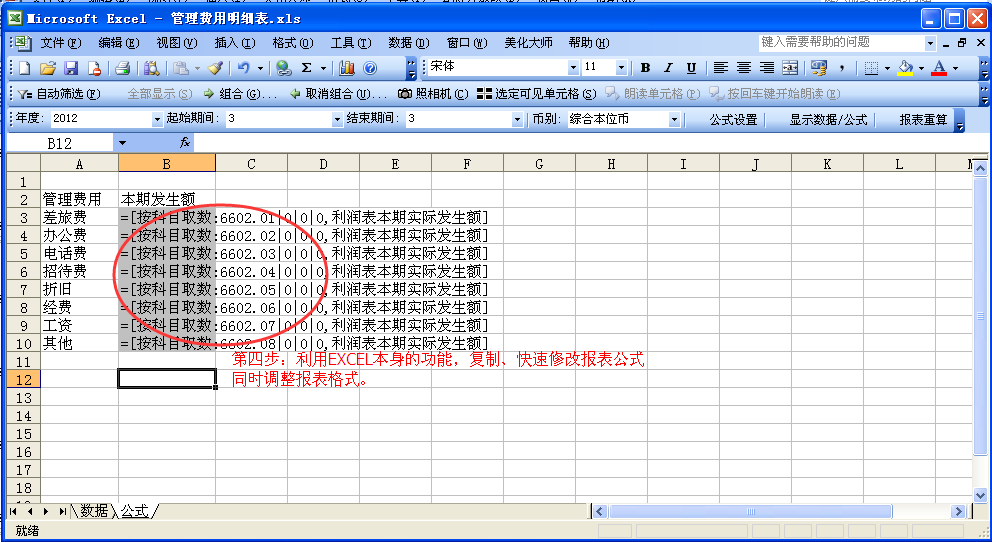 Microsoft Excel - 管理费用明细表.xls
文件(F) 编辑(E) 视图(V) 插入(I) 格式(O) 工具(T) 数据(D) 窗口(W) 美化大师 帮助(H) 键入需要帮助的问题
宋体 11 B I U
自动筛选(F) 全部显示(S) 组合(G)... 取消组合(U)... 照相机(C) 选定可见单元格(S) 朗读单元格(P) 按回车键开始朗读(E)
年度: 2012 起始期间: 3 结束期间: 3 币别: 综合本位币 公式设置 显示数据/公式 报表重算
B12 fx
A B C D E F G H I J K L
1
2 管理费用 本期发生额
3 差旅费 =[按科目取数:6602.01|0|0|0,利润表本期实际发生额]
4 办公费 =[按科目取数:6602.02|0|0|0,利润表本期实际发生额]
5 电话费 =[按科目取数:6602.03|0|0|0,利润表本期实际发生额]
6 招待费 =[按科目取数:6602.04|0|0|0,利润表本期实际发生额]
7 折旧 =[按科目取数:6602.05|0|0|0,利润表本期实际发生额]
8 经费 =[按科目取数:6602.06|0|0|0,利润表本期实际发生额]
9 工资 =[按科目取数:6602.07|0|0|0,利润表本期实际发生额]
10 其他 =[按科目取数:6602.08|0|0|0,利润表本期实际发生额]
11 第四步：利用EXCEL本身的功能，复制、快速修改报表公式
12 同时调整报表格式。
13
14
15
16
17
18
数据 公式
就绪